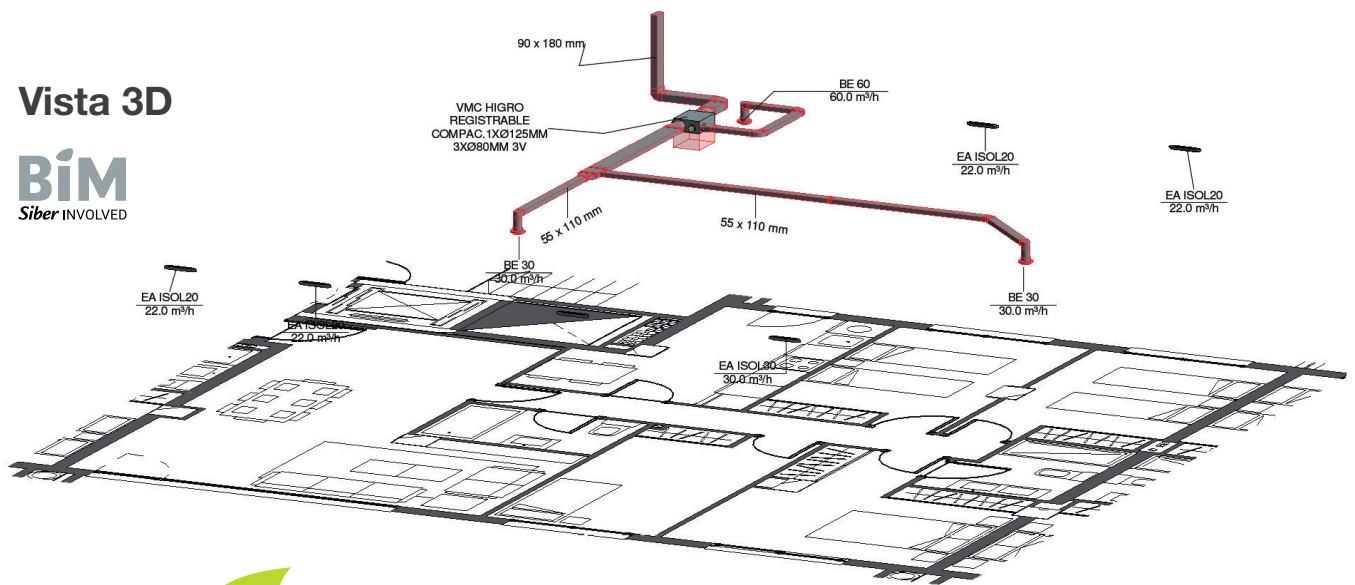 90 x 180 mm
BE 60
60.0 m³/h
Vista 3D
VMC HIGRO
REGISTRABLE
COMPAC.1XØ125MM
3XØ80MM 3V
EA ISOL20
22.0 m³/h
EA ISOL20
22.0 m³/h
BiM
Siber INVOLVED
55 x 110 mm
55 x 110 mm
BE 30
30.0 m³/h
EA ISOL20
22.0 m³/h
BE 30
30.0 m³/h
EA ISOL20
22.0 m³/h
EA ISOL30
30.0 m³/h